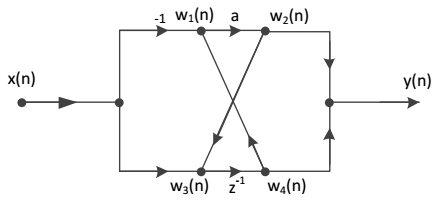 -1 w₁(n) a w₂(n)
x(n) y(n)
w₃(n) z⁻¹ w₄(n)